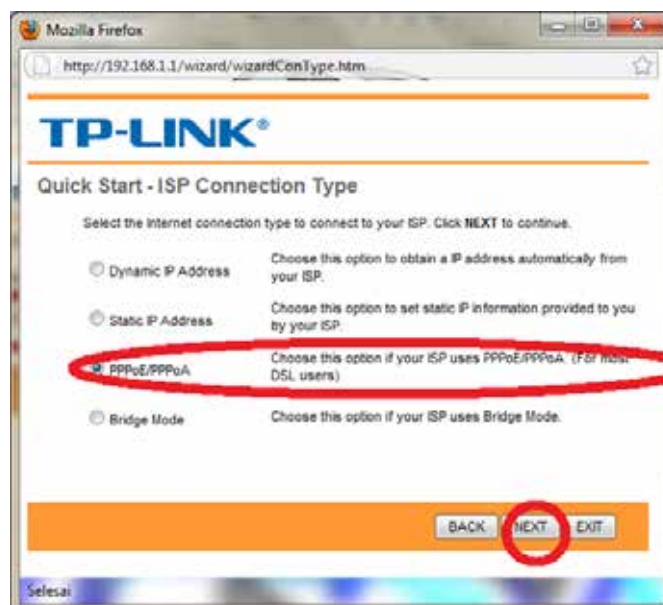 Mozilla Firefox
http://192.168.1.1/wizard/wizardConType.htm
TP-LINK®
Quick Start - ISP Connection Type
Select the Internet connection type to connect to your ISP. Click NEXT to continue.
Dynamic IP Address
Choose this option to obtain a IP address automatically from
your ISP.
Static IP Address
Choose this option to set static IP information provided to you
by your ISP.
PPPoE/PPPoA
Choose this option if your ISP uses PPPoE/PPPoA. (For most
DSL users)
Bridge Mode
Choose this option if your ISP uses Bridge Mode.
BACK NEXT EXIT
Selesai